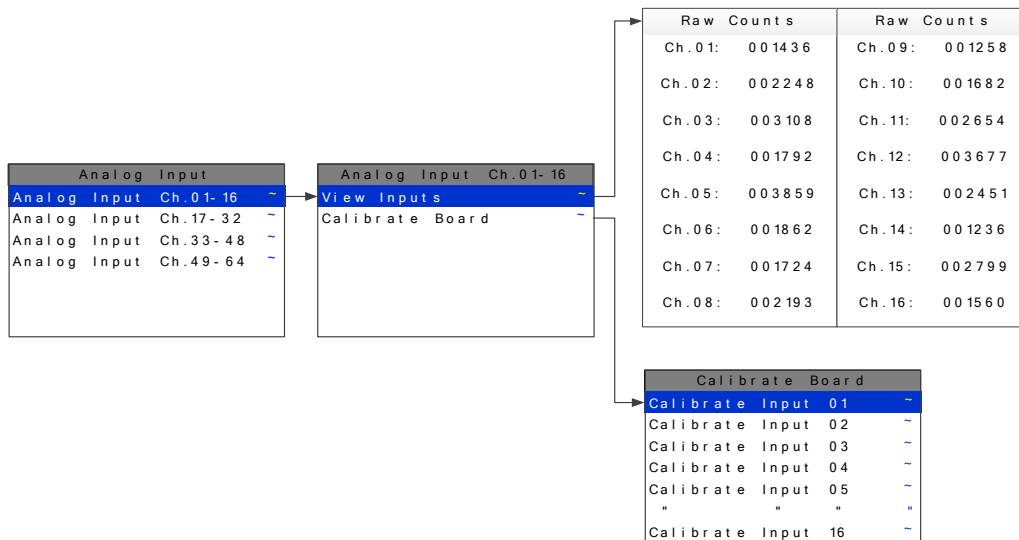 Analog Input
Analog Input Ch.01-16 ~
Analog Input Ch.17-32 ~
Analog Input Ch.33-48 ~
Analog Input Ch.49-64 ~
Analog Input Ch.01-16
View Inputs ~
Calibrate Board ~
Raw Counts Raw Counts
Ch.01: 001436 Ch.09: 001258
Ch.02: 002248 Ch.10: 001682
Ch.03: 003108 Ch.11: 002654
Ch.04: 001792 Ch.12: 003677
Ch.05: 003859 Ch.13: 002451
Ch.06: 001862 Ch.14: 001236
Ch.07: 001724 Ch.15: 002799
Ch.08: 002193 Ch.16: 001560
Calibrate Board
Calibrate Input 01 ~
Calibrate Input 02 ~
Calibrate Input 03 ~
Calibrate Input 04 ~
Calibrate Input 05 ~
" " " "
Calibrate Input 16 ~